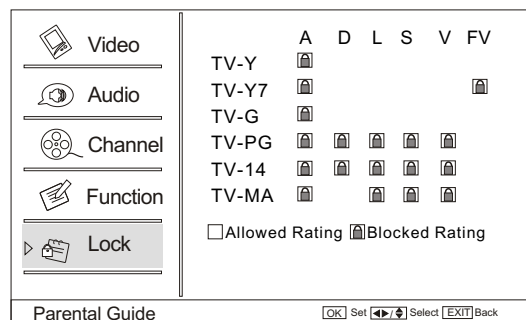 Video
Audio
Channel
Function
Lock
A D L S V FV
TV-Y
TV-Y7
TV-G
TV-PG
TV-14
TV-MA
Allowed Rating Blocked Rating
Parental Guide
OK Set ◀▶/▲▼ Select EXIT Back